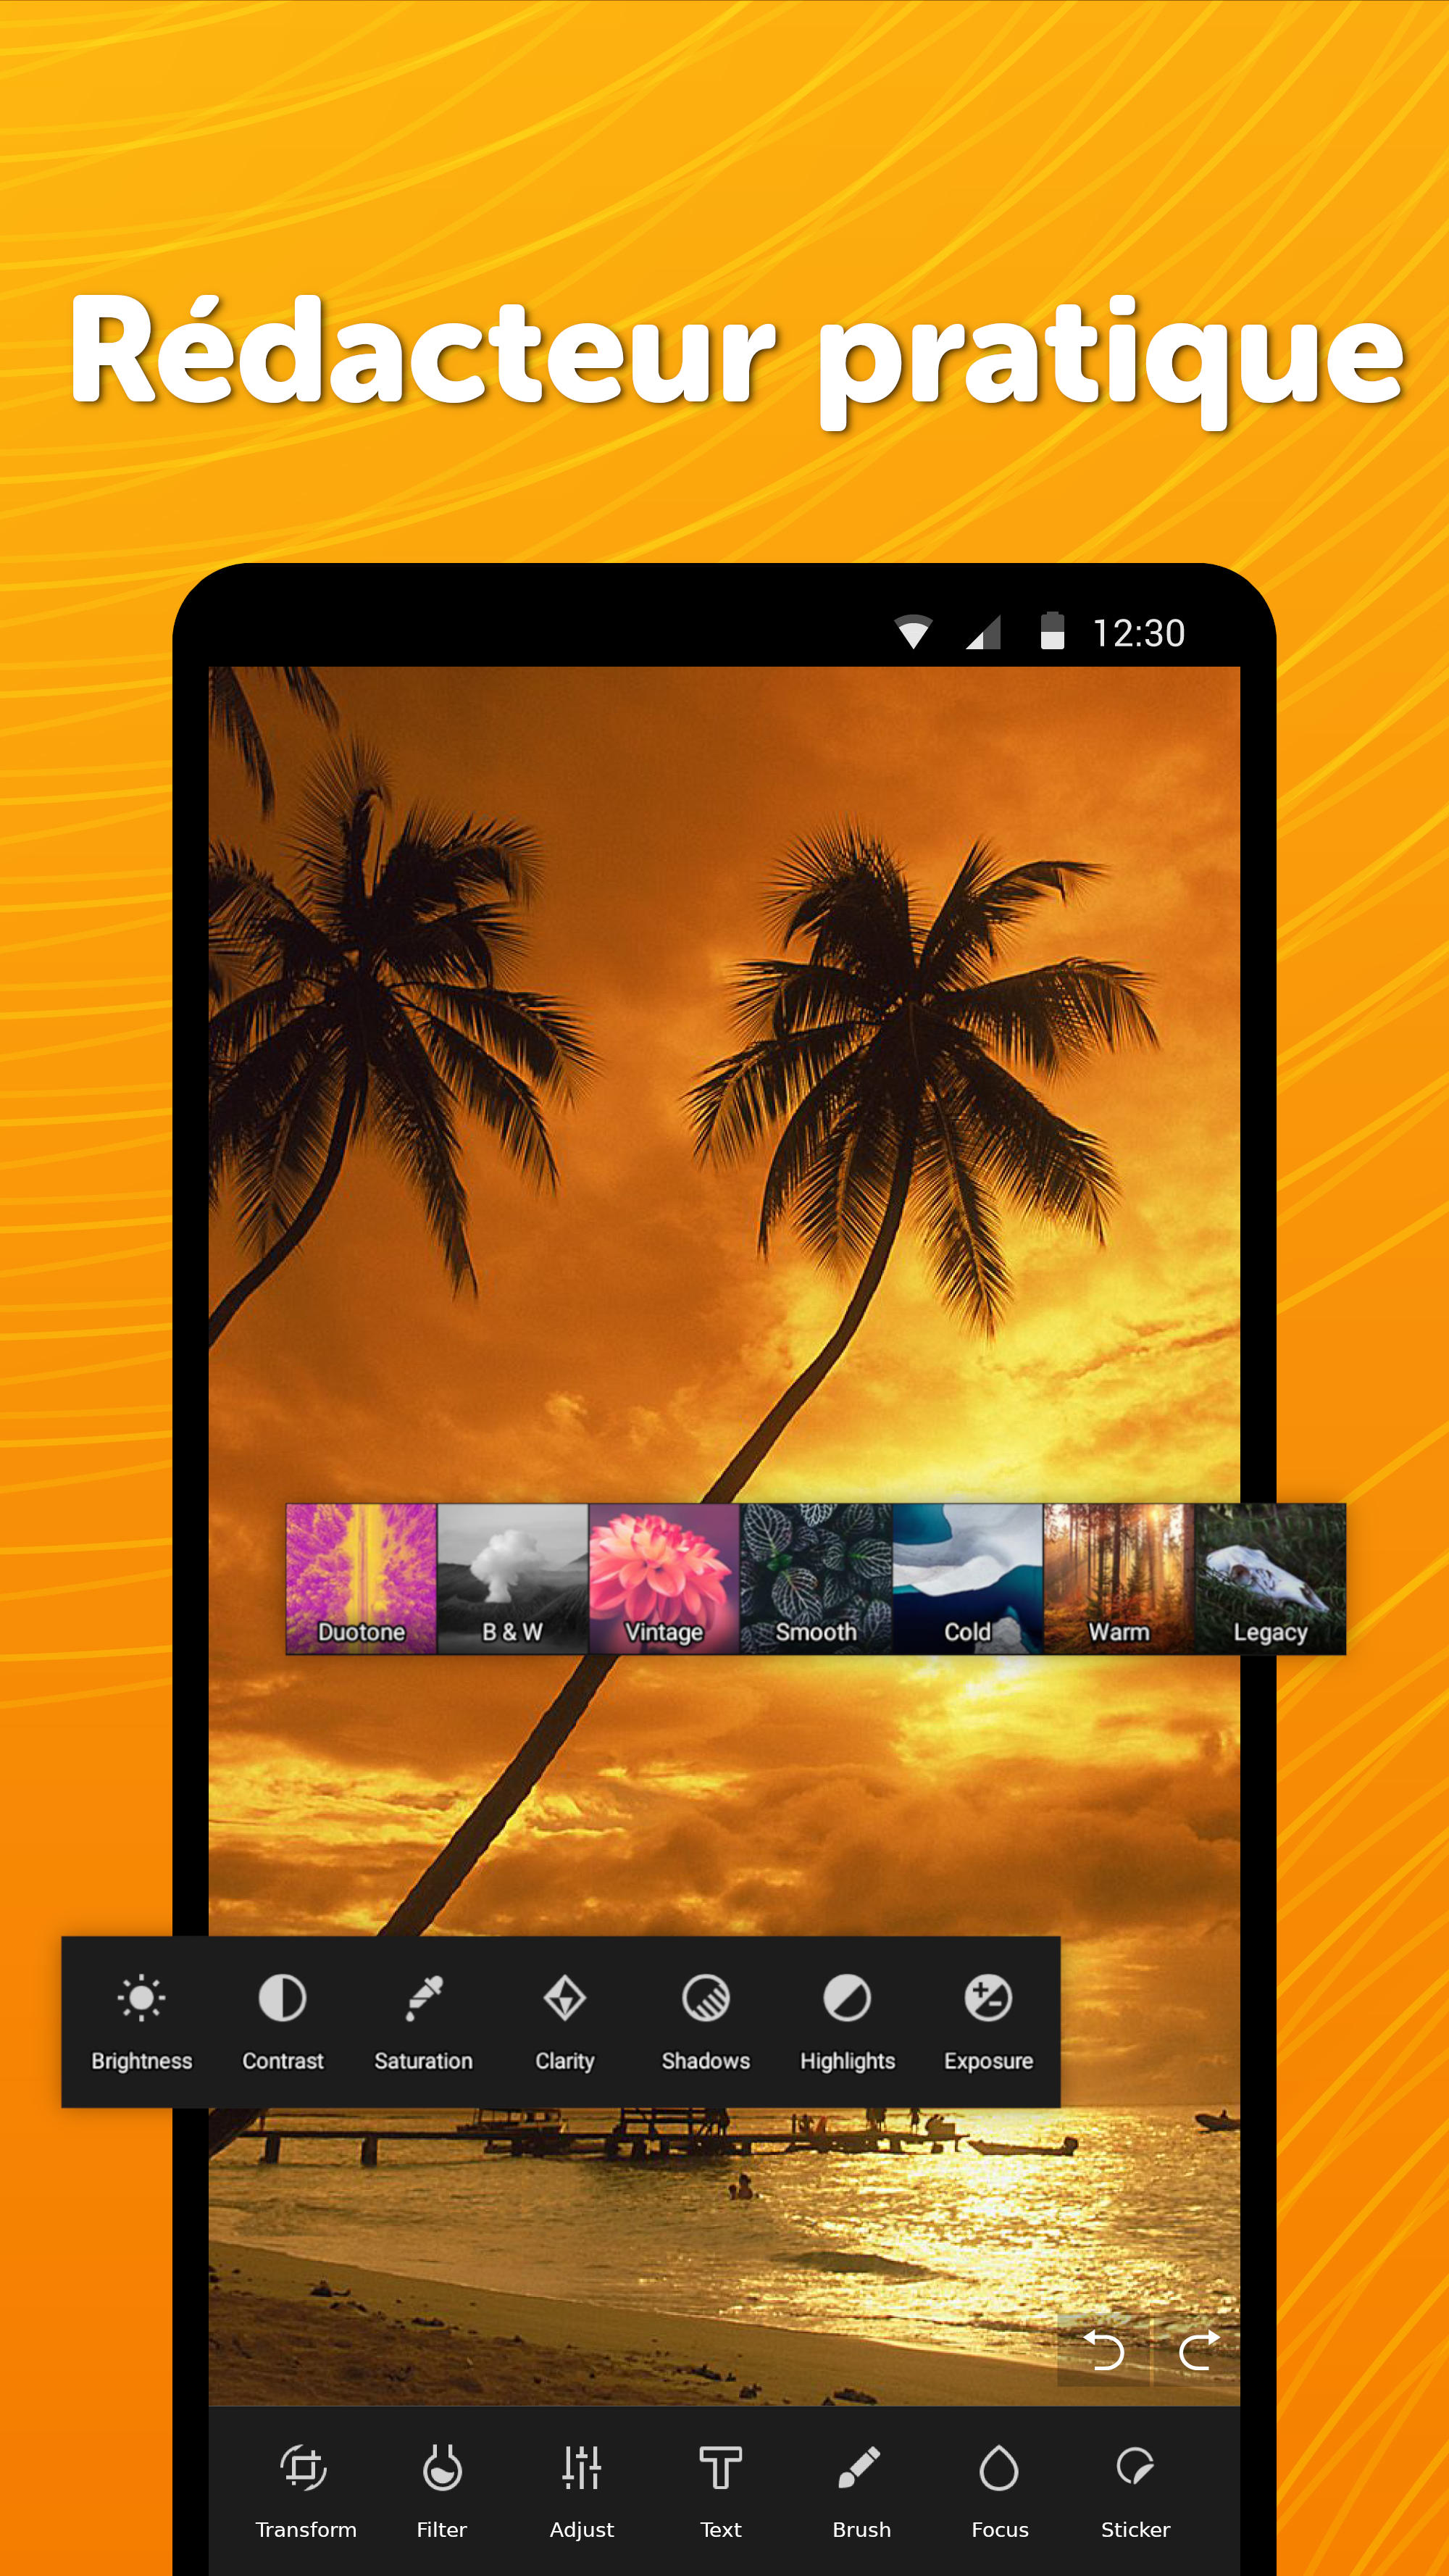 Rédacteur pratique
12:30
Duotone B & W Vintage Smooth Cold Warm Legacy
Brightness Contrast Saturation Clarity Shadows Highlights Exposure
Transform Filter Adjust Text Brush Focus Sticker